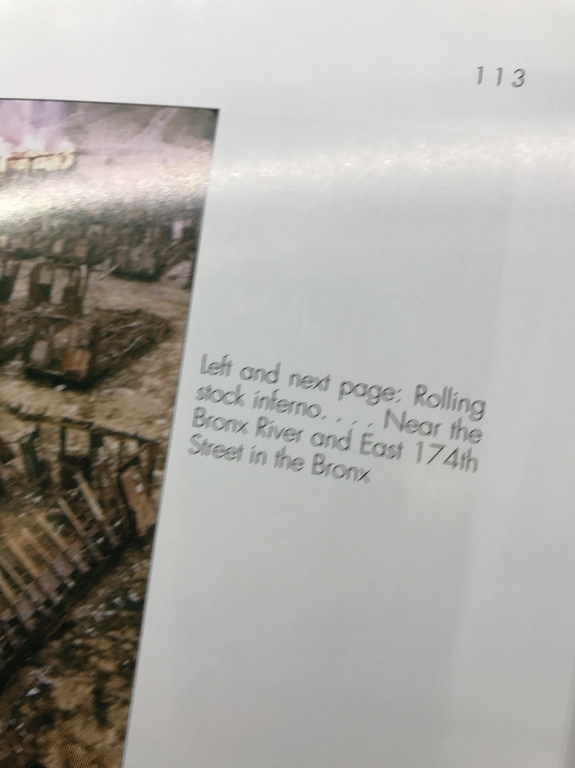 113
Left and next page: Rolling
stock inferno. . . . Near the
Bronx River and East 174th
Street in the Bronx